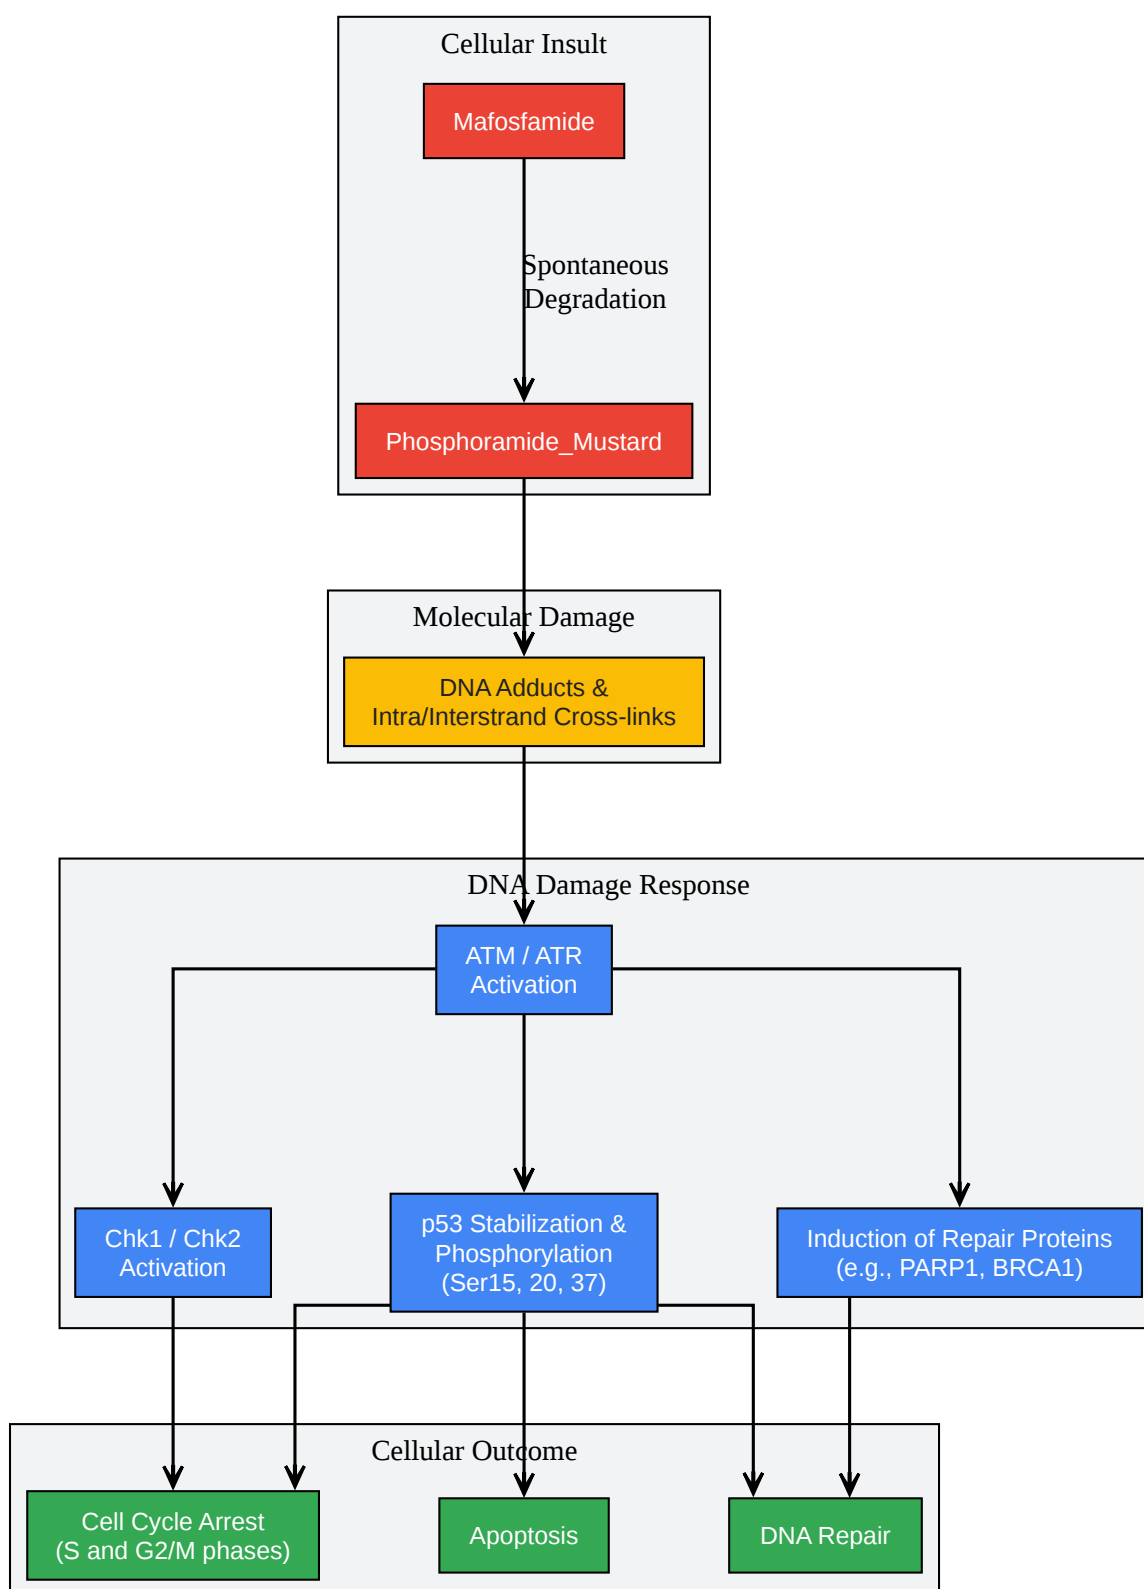 Cellular Insult
Mafosfamide
Spontaneous
Degradation
Phosphoramide_Mustard
Molecular Damage
DNA Adducts &
Intra/Interstrand Cross-links
DNA Damage Response
ATM / ATR
Activation
Chk1 / Chk2
Activation
p53 Stabilization &
Phosphorylation
(Ser15, 20, 37)
Induction of Repair Proteins
(e.g., PARP1, BRCA1)
Cellular Outcome
Cell Cycle Arrest
(S and G2/M phases)
Apoptosis
DNA Repair